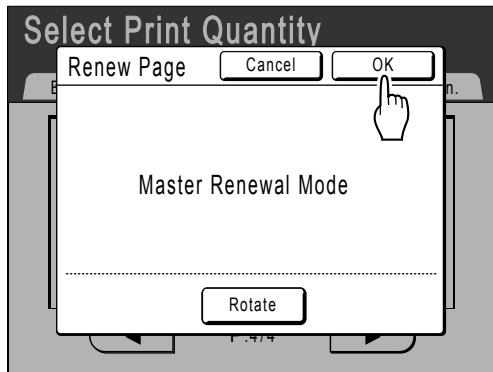 Select Print Quantity
Renew Page Cancel OK
n.
Master Renewal Mode
Rotate